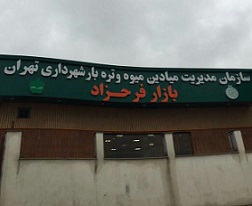 سازمان مدیریت میادین میوه و تره بار شهرداری تهران
بازار فرحزاد